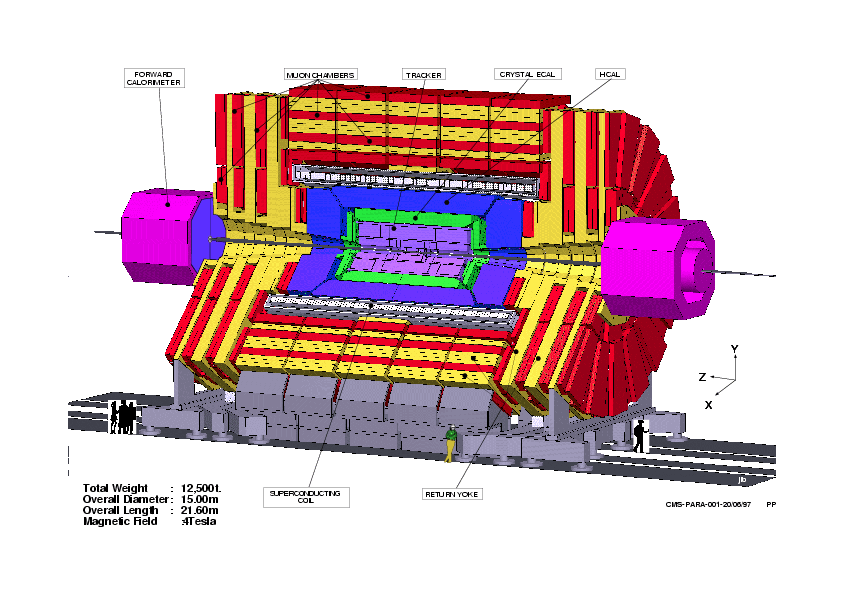 FORWARD
CALORIMETER
MUON CHAMBERS
TRACKER
CRYSTAL ECAL
HCAL
Y
Z
X
jlb
Total Weight : 12,500t.
Overall Diameter : 15.00m
Overall Length : 21.60m
Magnetic Field :4Tesla
SUPERCONDUCTING
COIL
RETURN YOKE
CMS-PARA-001-20/06/97 PP